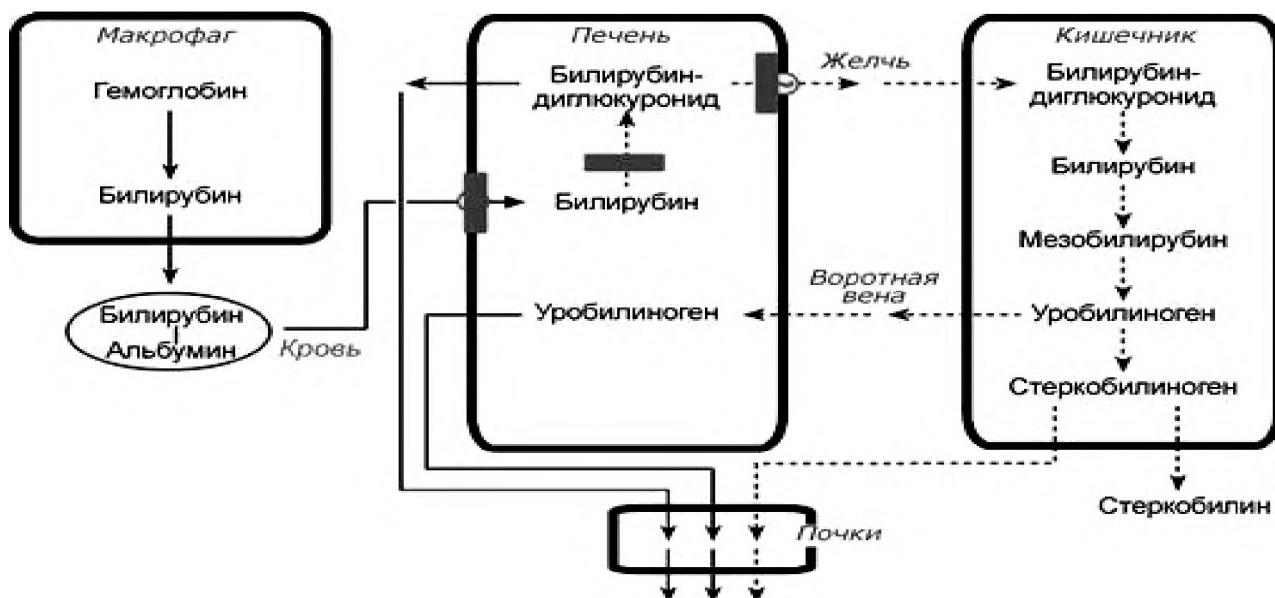 Макрофаг
Гемоглобин
Билирубин
Билирубин
Альбумин
Кровь
Печень
Билирубин-
диглюкуронид
Билирубин
Уробилиноген
Желчь
Воротная
вена
Кишечник
Билирубин-
диглюкуронид
Билирубин
Мезобилирубин
Уробилиноген
Стеркобилиноген
Стеркобилин
Почки